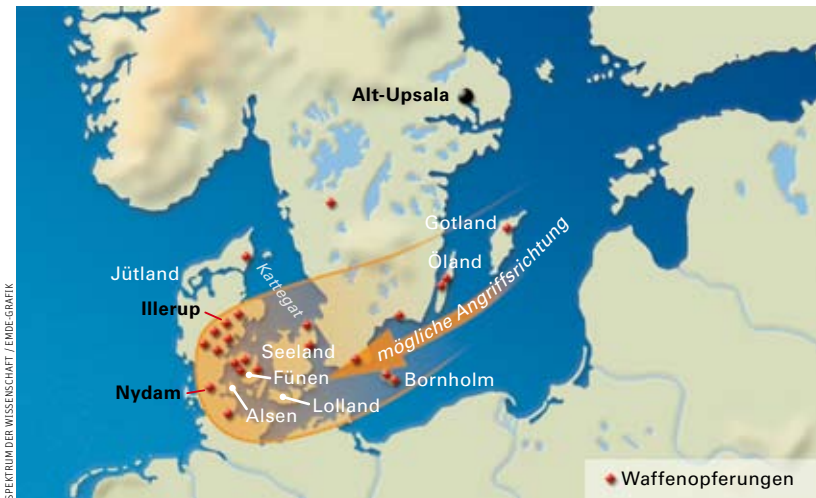 Alt-Upsala
Gotland
Öland
Jütland
Kattegat
mögliche Angriffsrichtung
Illerup
Seeland
Fünen
Nydam
Bornholm
Alsen
Lolland
Waffenopferungen
SPEKTRUM DER WISSENSCHAFT / EMDE-GRAFIK